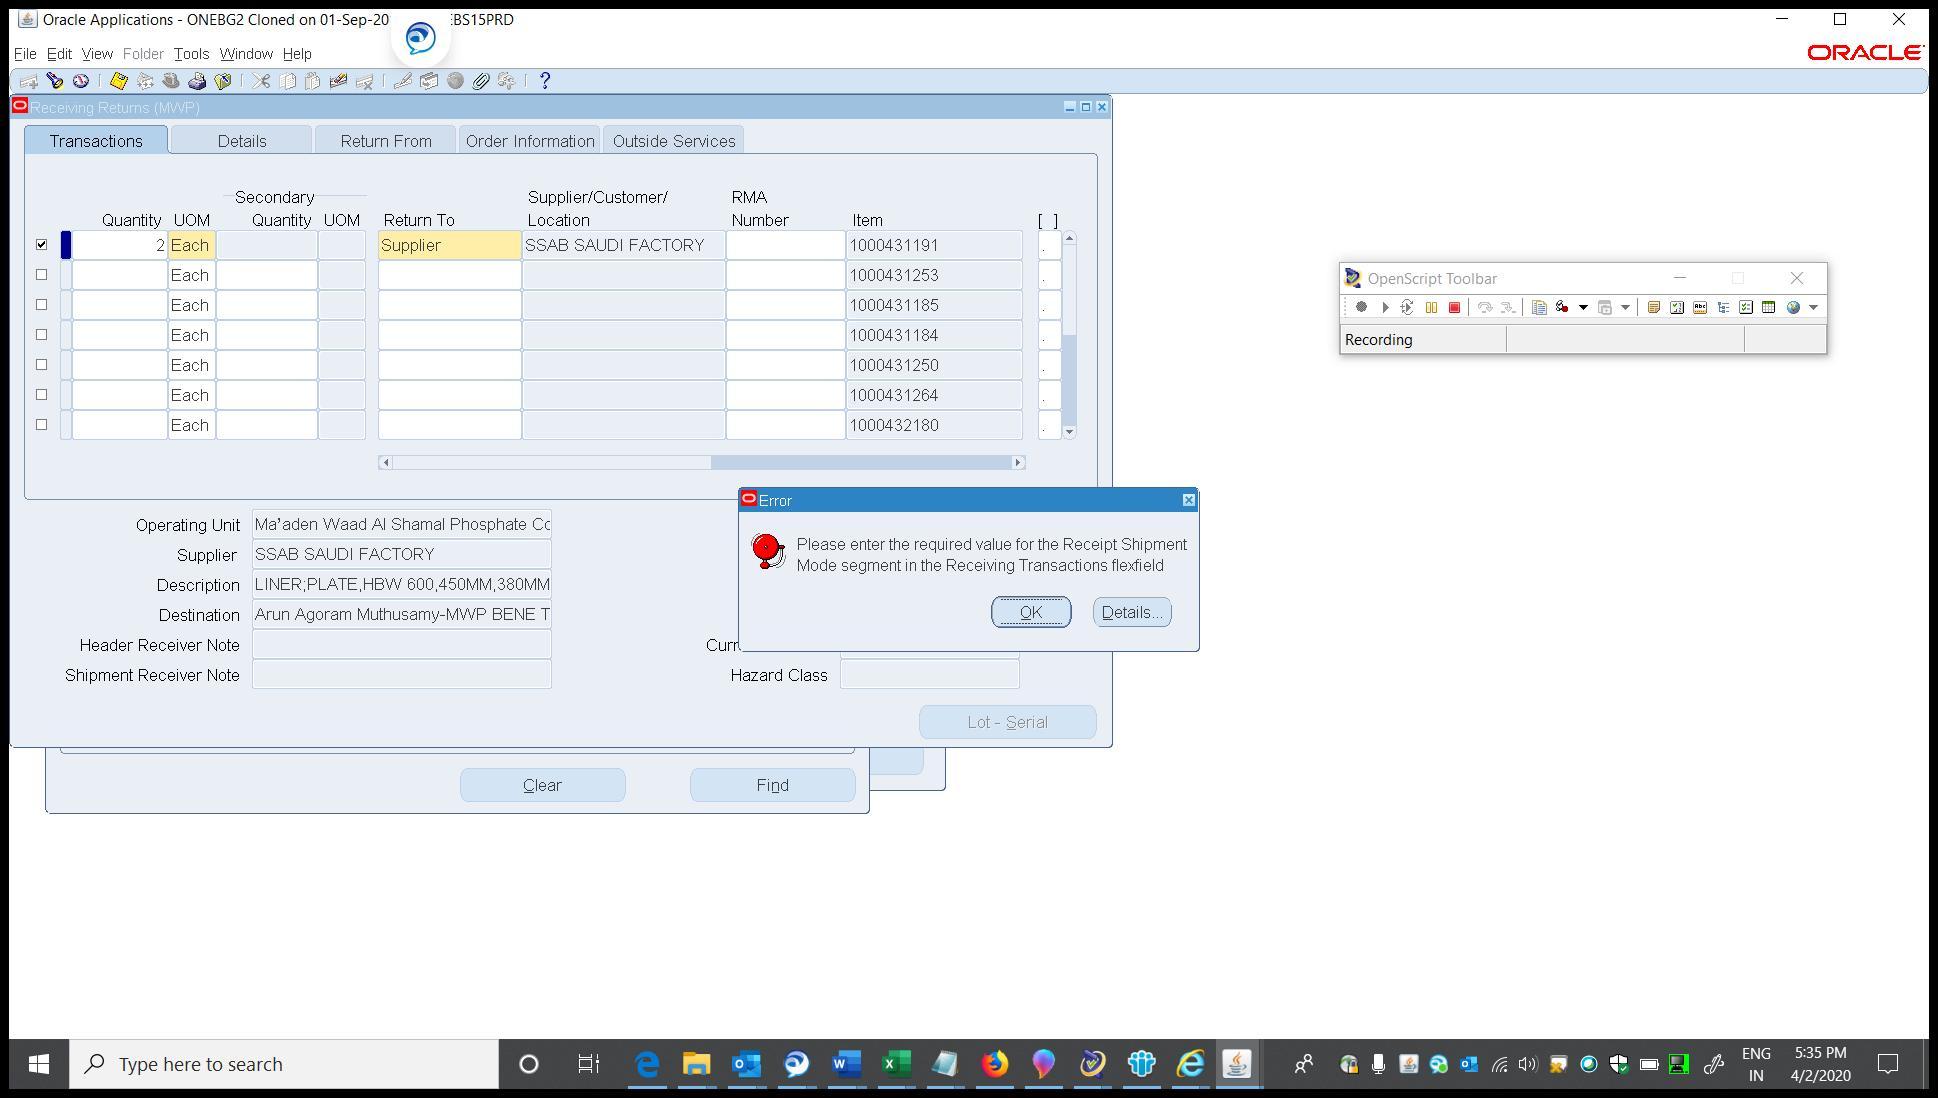 Oracle Applications - ONEBG2 Cloned on 01-Sep-20 EBS15PRD
File Edit View Folder Tools Window Help
ORACLE
Receiving Returns (MWP)
Transactions Details Return From Order Information Outside Services
Secondary Supplier/Customer/ RMA
Quantity UOM Quantity UOM Return To Location Number Item [ ]
2 Each Supplier SSAB SAUDI FACTORY 1000431191 .
Each 1000431253 .
Each 1000431185 .
Each 1000431184 .
Each 1000431250 .
Each 1000431264 .
Each 1000432180 .
OpenScript Toolbar
Recording
Operating Unit Ma'aden Waad Al Shamal Phosphate Co
Supplier SSAB SAUDI FACTORY
Description LINER;PLATE,HBW 600,450MM,380MM
Destination Arun Agoram Muthusamy-MWP BENE T
Header Receiver Note Curr
Shipment Receiver Note Hazard Class
Error
Please enter the required value for the Receipt Shipment
Mode segment in the Receiving Transactions flexfield
OK Details...
Lot - Serial
Clear Find
Type here to search
ENG 5:35 PM
IN 4/2/2020